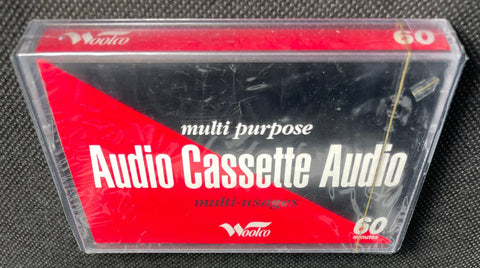 Woolco 60
multi purpose
Audio Cassette Audio
multi-usages
Woolco
60
minutes